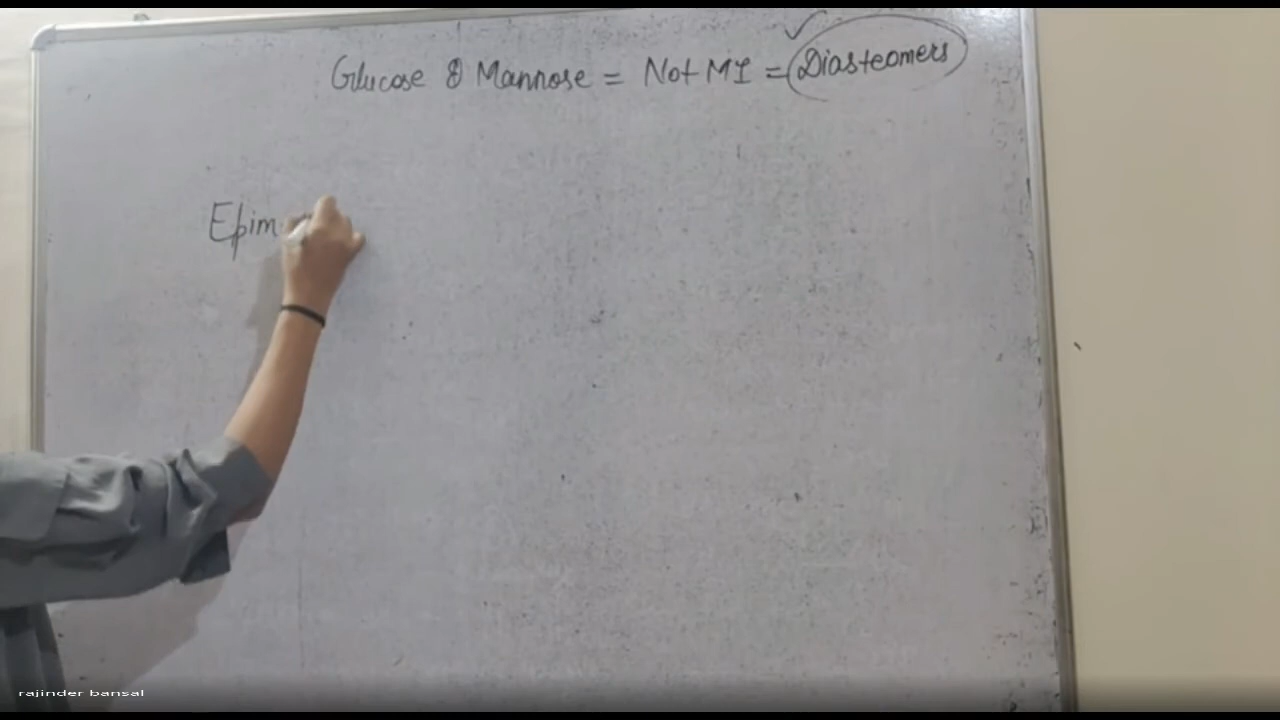 Glucose & Mannose = Not MI = Diasteomers
Epim
rajinder bansal